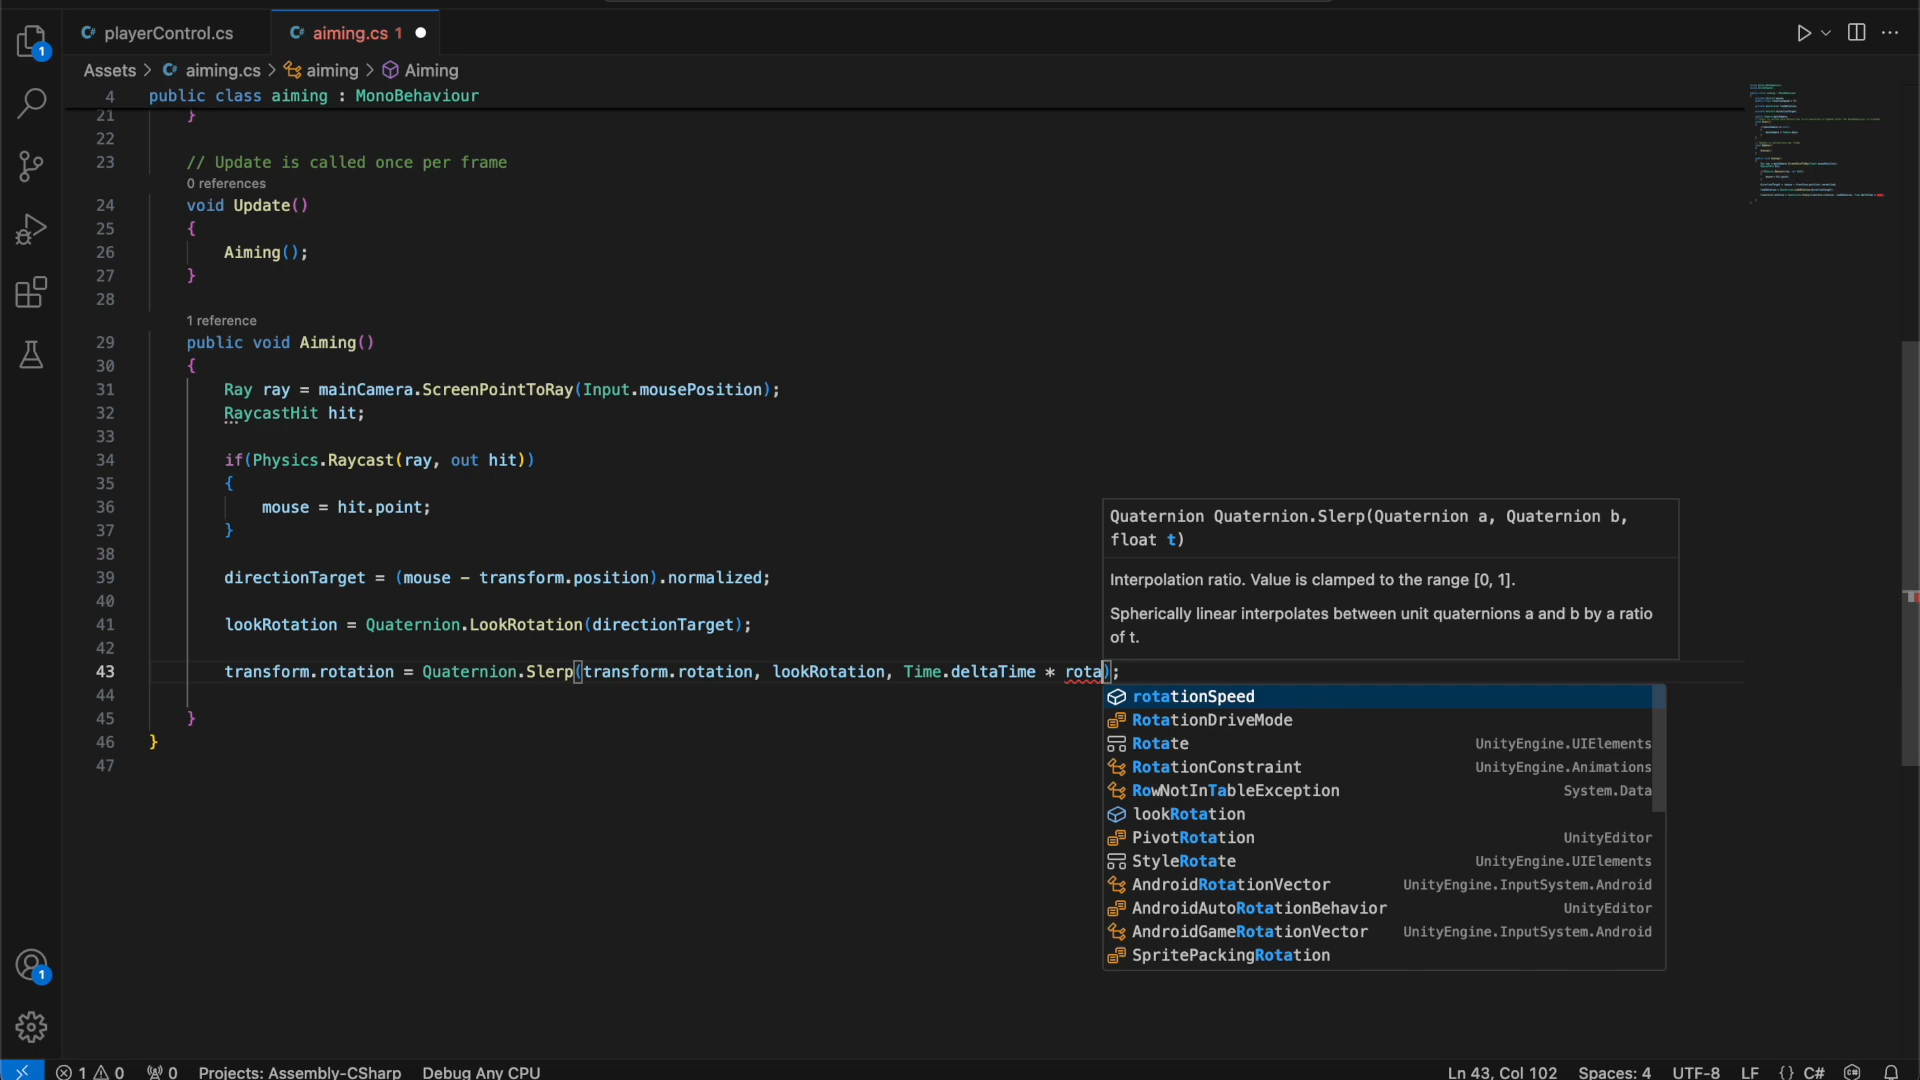 playerControl.cs
aiming.cs 1
Assets > aiming.cs > aiming > Aiming
4 public class aiming : MonoBehaviour
21 }
22
23 // Update is called once per frame
0 references
24 void Update()
25 {
26 Aiming();
27 }
28
1 reference
29 public void Aiming()
30 {
31 Ray ray = mainCamera.ScreenPointToRay(Input.mousePosition);
32 RaycastHit hit;
33
34 if(Physics.Raycast(ray, out hit))
35 {
36 mouse = hit.point;
37 }
38
39 directionTarget = (mouse - transform.position).normalized;
40
41 lookRotation = Quaternion.LookRotation(directionTarget);
42
43 transform.rotation = Quaternion.Slerp(transform.rotation, lookRotation, Time.deltaTime * rota);
44
45 }
46 }
47
Quaternion Quaternion.Slerp(Quaternion a, Quaternion b,
float t)
Interpolation ratio. Value is clamped to the range [0, 1].
Spherically linear interpolates between unit quaternions a and b by a ratio
of t.
rotationSpeed
RotationDriveMode
Rotate UnityEngine.UIElements
RotationConstraint UnityEngine.Animations
RowNotInTableException System.Data
lookRotation
PivotRotation UnityEditor
StyleRotate UnityEngine.UIElements
AndroidRotationVector UnityEngine.InputSystem.Android
AndroidAutoRotationBehavior UnityEditor
AndroidGameRotationVector UnityEngine.InputSystem.Android
SpritePackingRotation
1
1
1 0 0 Projects: Assembly-CSharp Debug Any CPU Ln 43, Col 102 Spaces: 4 UTF-8 LF {} C#